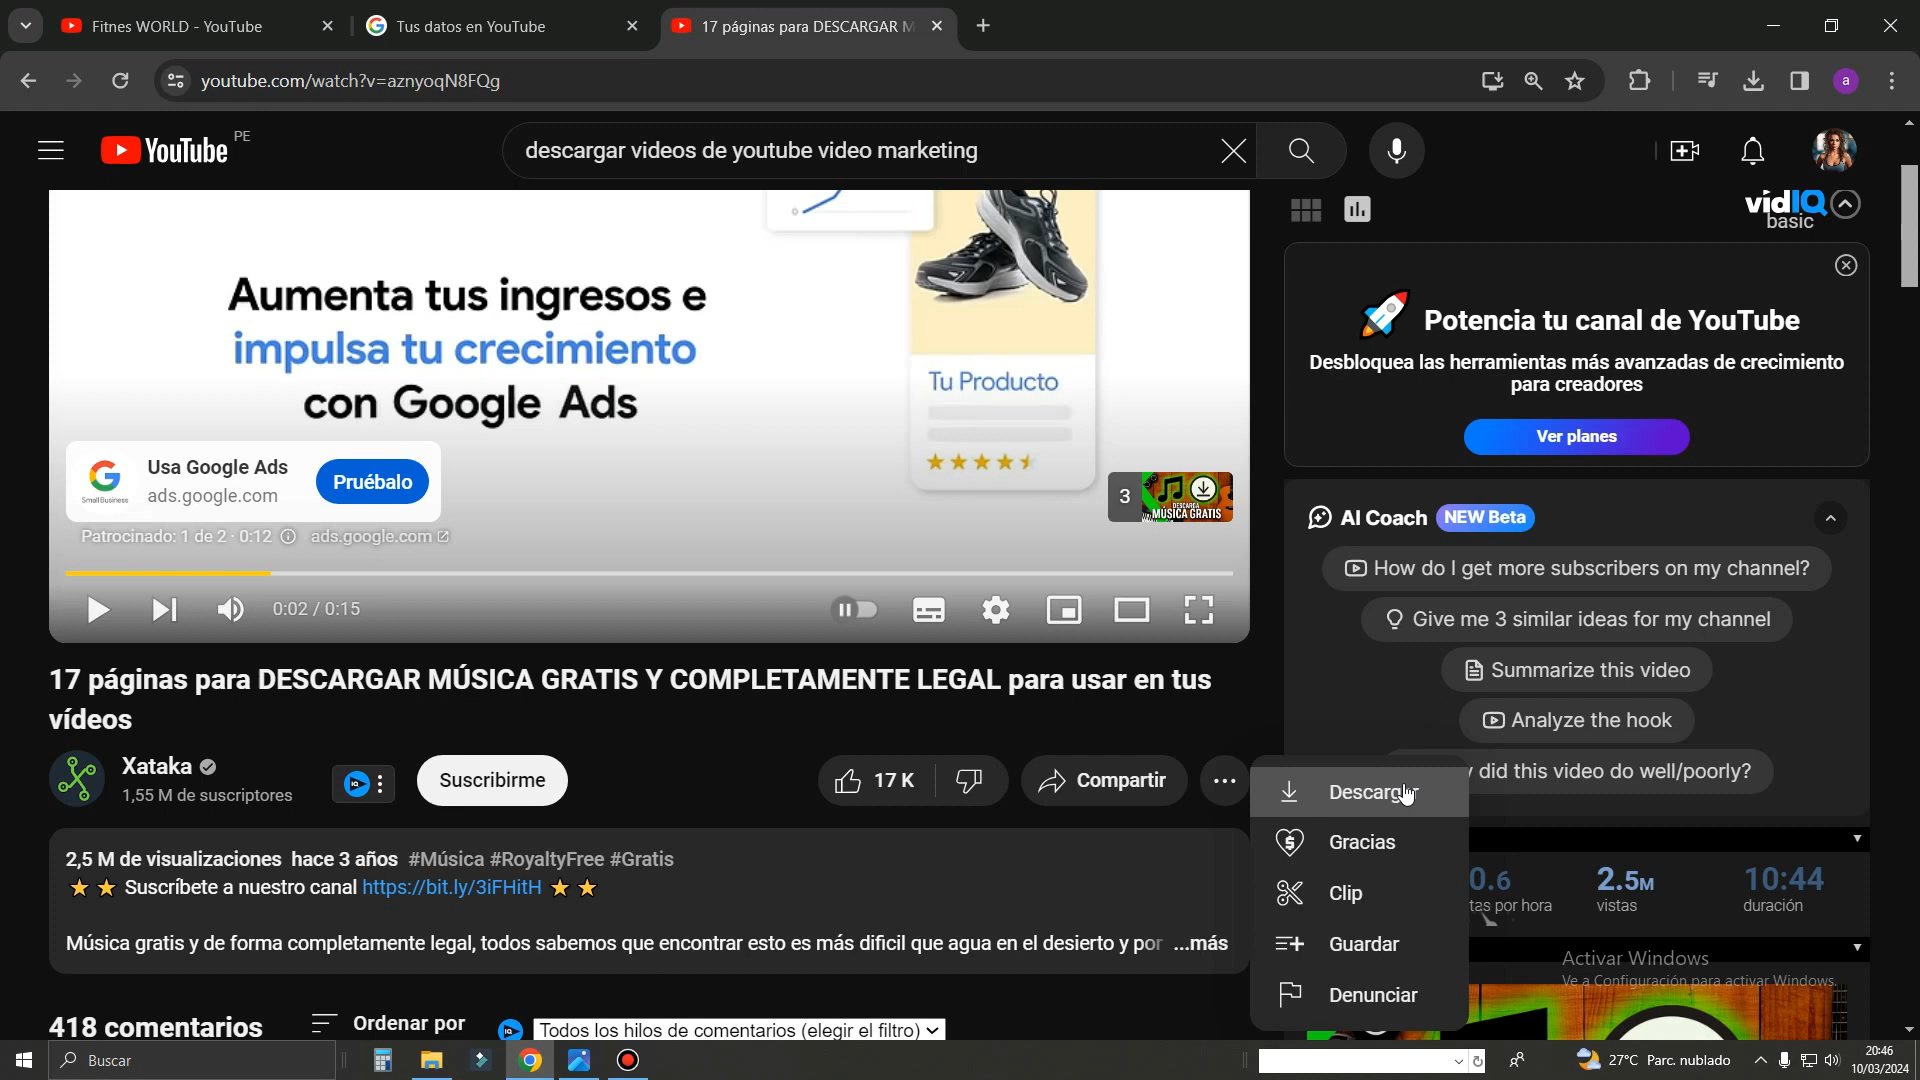 Fitnes WORLD - YouTube
Tus datos en YouTube
17 páginas para DESCARGAR M
youtube.com/watch?v=aznyoqN8FQg
a
YouTube PE
descargar videos de youtube video marketing
vidIQ
basic
Aumenta tus ingresos e
impulsa tu crecimiento
con Google Ads
Tu Producto
Usa Google Ads
ads.google.com
Small Business
Pruébalo
3
DESCARGA
MÚSICA GRATIS
Patrocinado: 1 de 2 · 0:12
ads.google.com
0:02 / 0:15
Potencia tu canal de YouTube
Desbloquea las herramientas más avanzadas de crecimiento
para creadores
Ver planes
AI Coach NEW Beta
How do I get more subscribers on my channel?
Give me 3 similar ideas for my channel
Summarize this video
Analyze the hook
did this video do well/poorly?
17 páginas para DESCARGAR MÚSICA GRATIS Y COMPLETAMENTE LEGAL para usar en tus
vídeos
Xataka
1,55 M de suscriptores
IQ
Suscribirme
17 K
Compartir
Descargar
Gracias
Clip
Guardar
Denunciar
2,5 M de visualizaciones hace 3 años #Música #RoyaltyFree #Gratis
Suscríbete a nuestro canal https://bit.ly/3iFHitH
Música gratis y de forma completamente legal, todos sabemos que encontrar esto es más dificil que agua en el desierto y por ...más
0.6
tas por hora
2.5M
vistas
10:44
duración
Activar Windows
Ve a Configuración para activar Windows.
418 comentarios
Ordenar por
IQ
Todos los hilos de comentarios (elegir el filtro)
Buscar
27°C Parc. nublado
20:46
10/03/2024